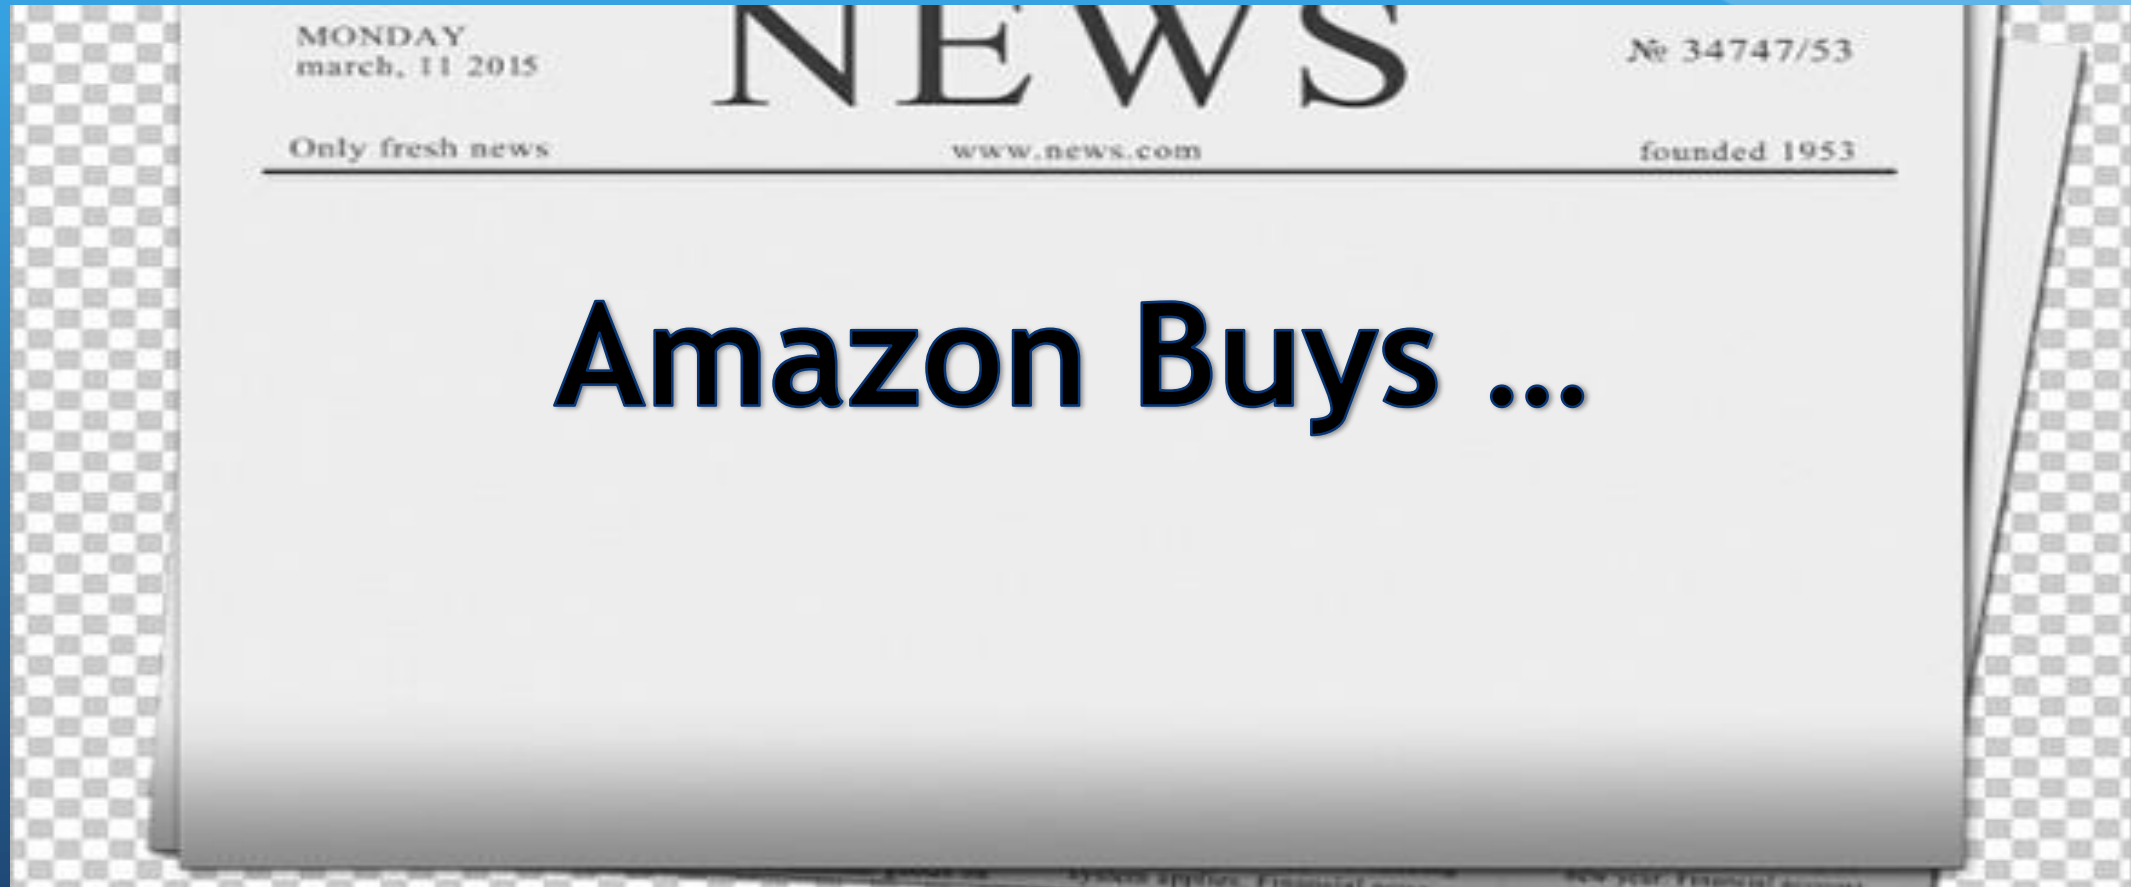 MONDAY
march, 11 2015
NEWS
№ 34747/53
Only fresh news
www.news.com
founded 1953
Amazon Buys ...